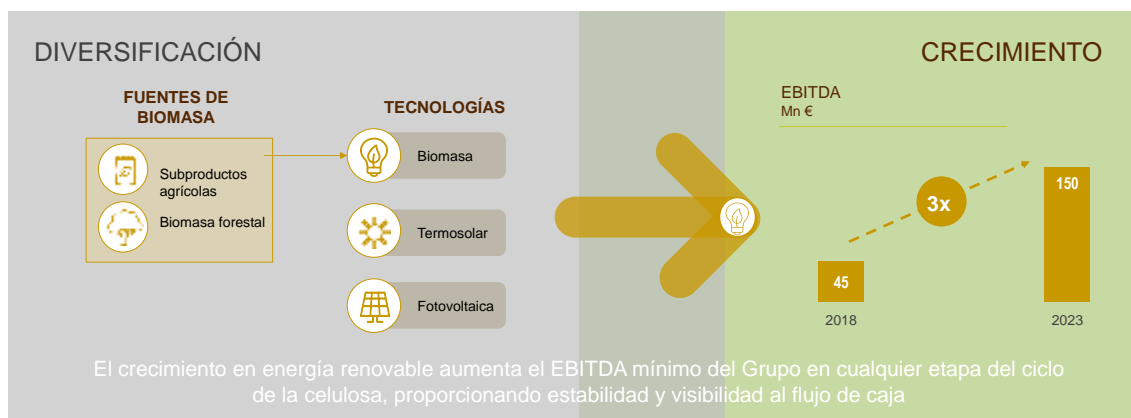 DIVERSIFICACIÓN
FUENTES DE
BIOMASA
Subproductos
agrícolas
Biomasa forestal
TECNOLOGÍAS
Biomasa
Termosolar
Fotovoltaica
CRECIMIENTO
EBITDA
Mn €
45
3x
150
2018
2023
El crecimiento en energía renovable aumenta el EBITDA mínimo del Grupo en cualquier etapa del ciclo
de la celulosa, proporcionando estabilidad y visibilidad al flujo de caja